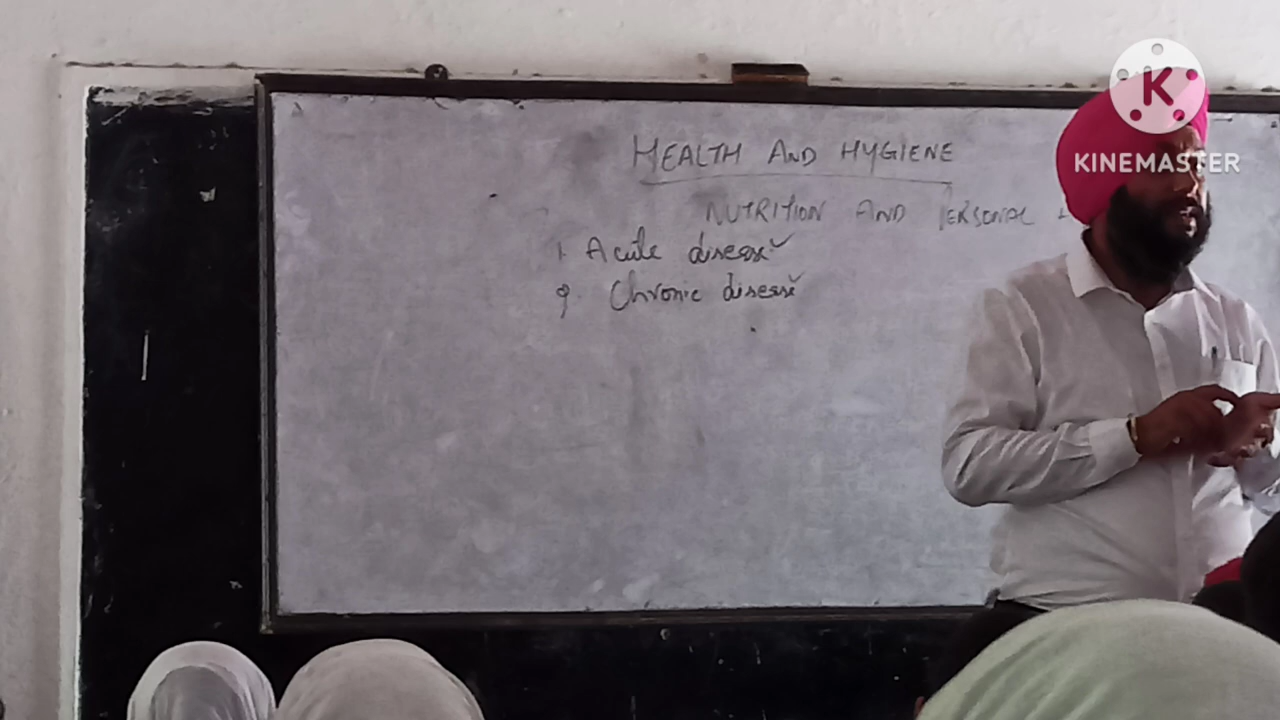 HEALTH AND HYGIENE
NUTRITION AND PERSONAL
1. Acute disease
2. Chronic disease
K
KINEMASTER